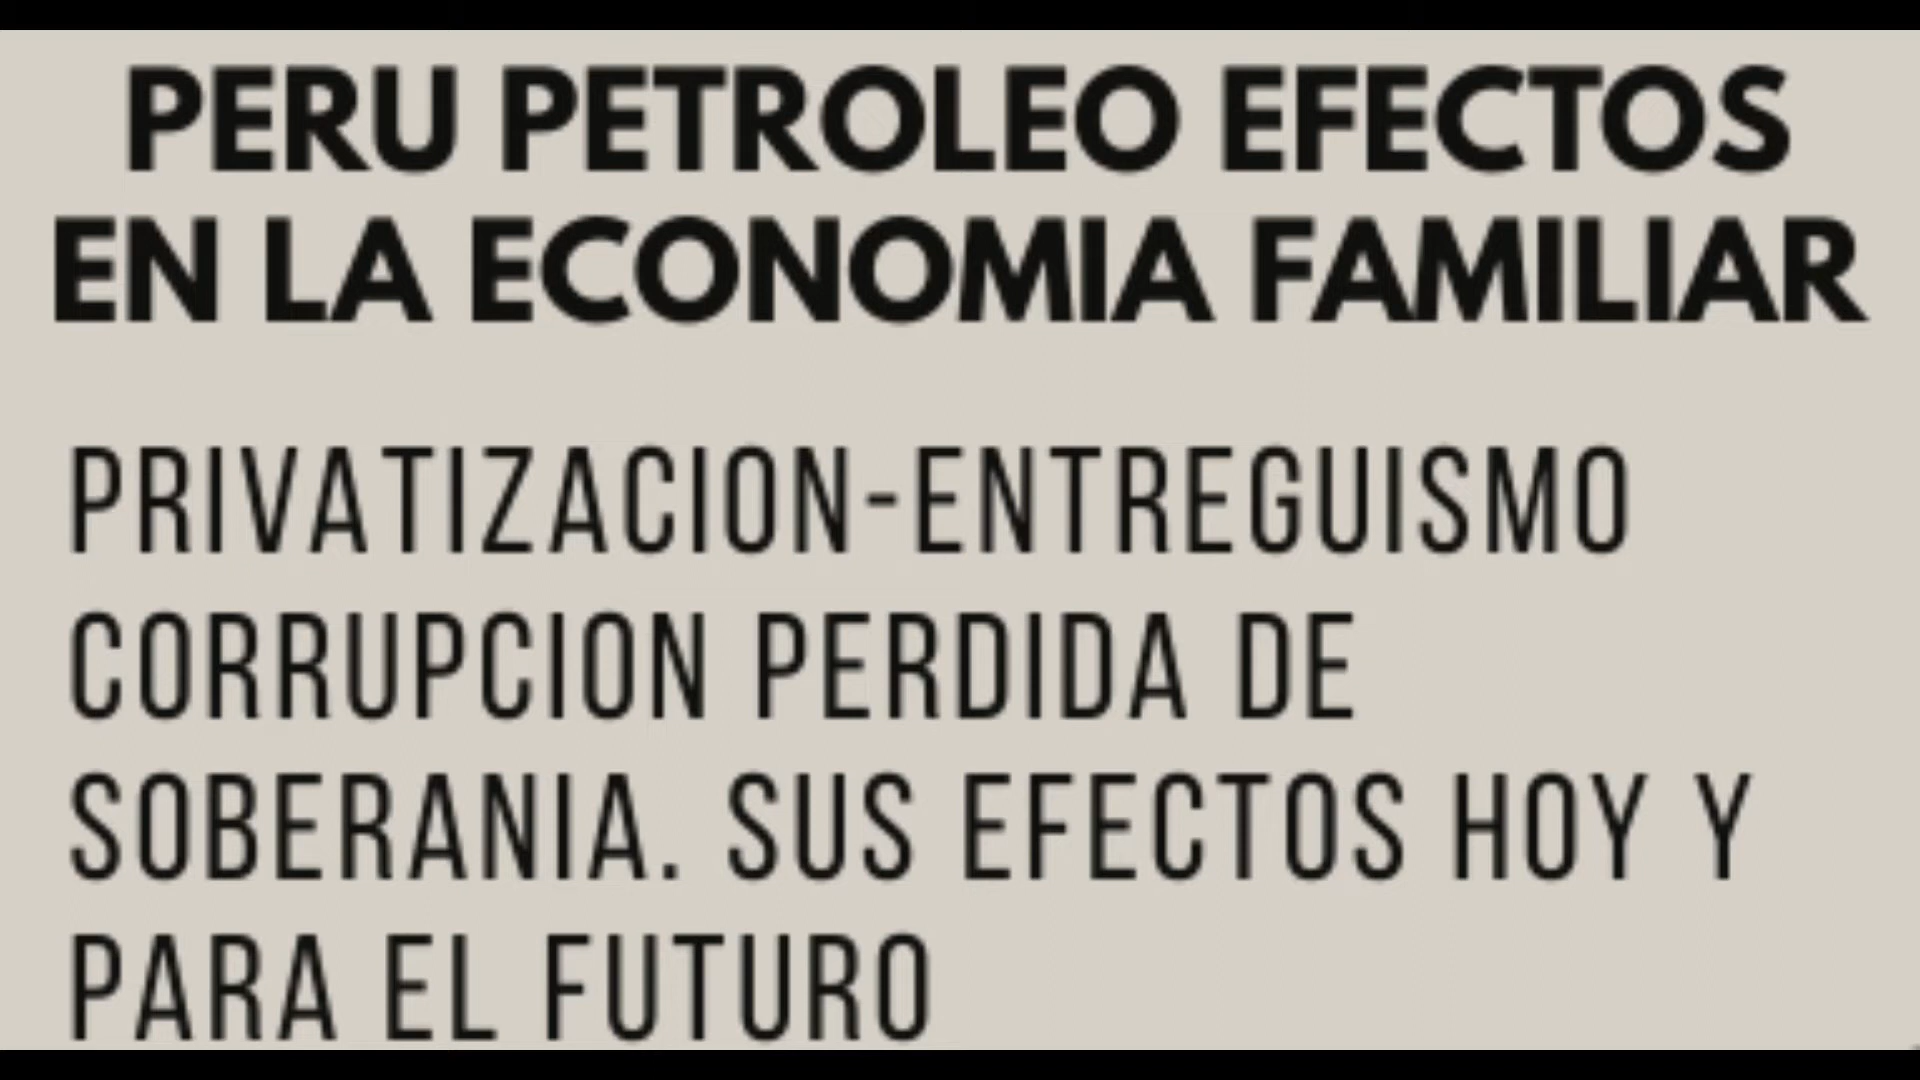 PERU PETROLEO EFECTOS
EN LA ECONOMIA FAMILIAR
PRIVATIZACION-ENTREGUISMO
CORRUPCION PERDIDA DE
SOBERANIA. SUS EFECTOS HOY Y
PARA EL FUTURO